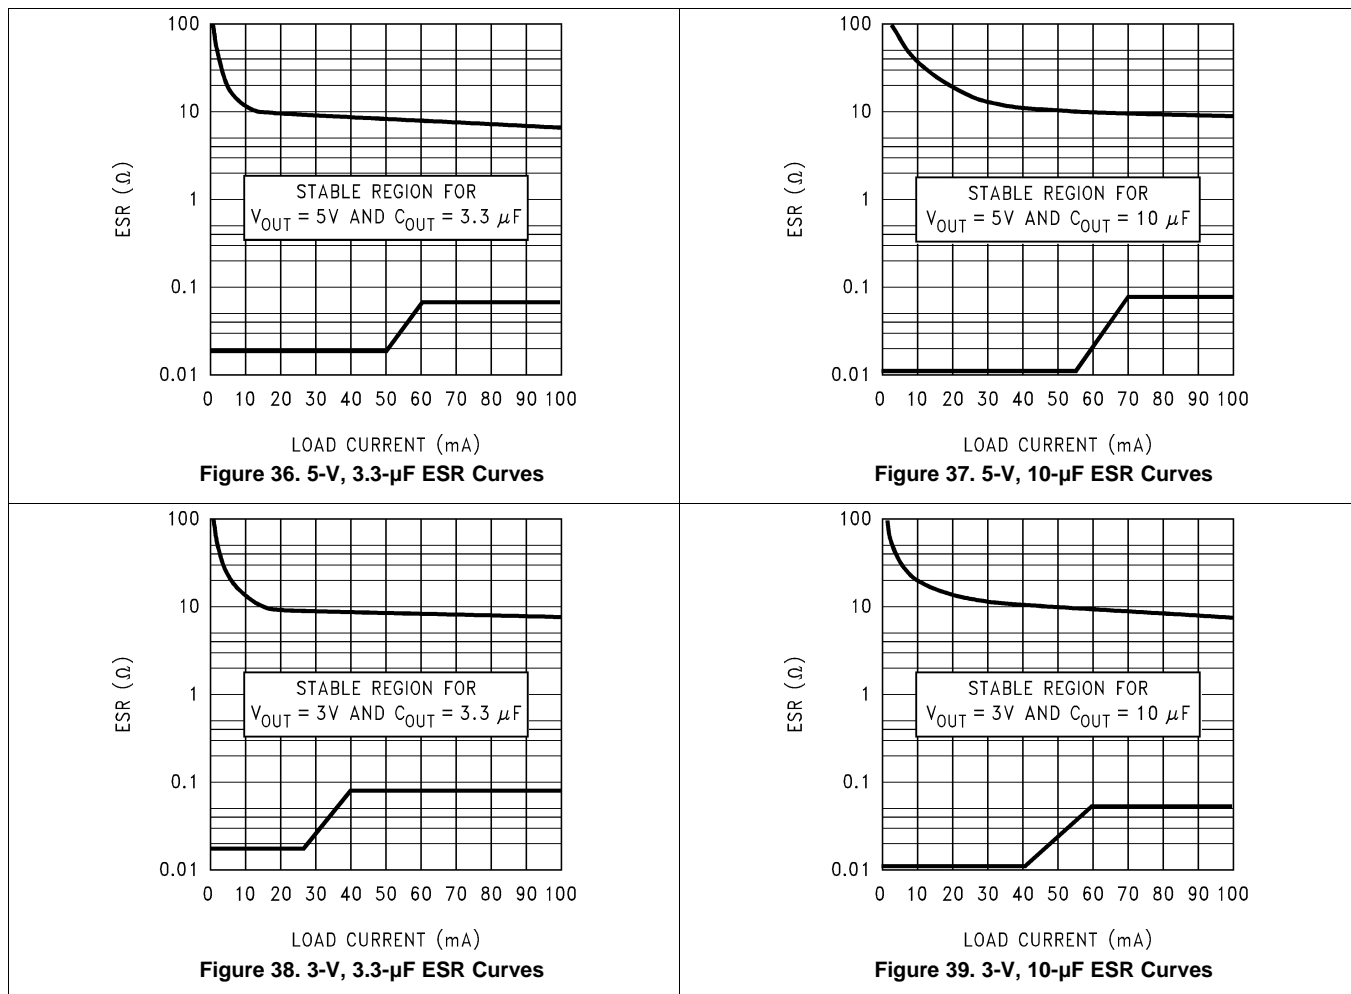 100
10
1
0.1
0.01
ESR (Ω)
STABLE REGION FOR
VOUT = 5V AND COUT = 3.3 μF
0 10 20 30 40 50 60 70 80 90 100
LOAD CURRENT (mA)
Figure 36. 5-V, 3.3-μF ESR Curves
100
10
1
0.1
0.01
ESR (Ω)
STABLE REGION FOR
VOUT = 5V AND COUT = 10 μF
0 10 20 30 40 50 60 70 80 90 100
LOAD CURRENT (mA)
Figure 37. 5-V, 10-μF ESR Curves
100
10
1
0.1
0.01
ESR (Ω)
STABLE REGION FOR
VOUT = 3V AND COUT = 3.3 μF
0 10 20 30 40 50 60 70 80 90 100
LOAD CURRENT (mA)
Figure 38. 3-V, 3.3-μF ESR Curves
100
10
1
0.1
0.01
ESR (Ω)
STABLE REGION FOR
VOUT = 3V AND COUT = 10 μF
0 10 20 30 40 50 60 70 80 90 100
LOAD CURRENT (mA)
Figure 39. 3-V, 10-μF ESR Curves